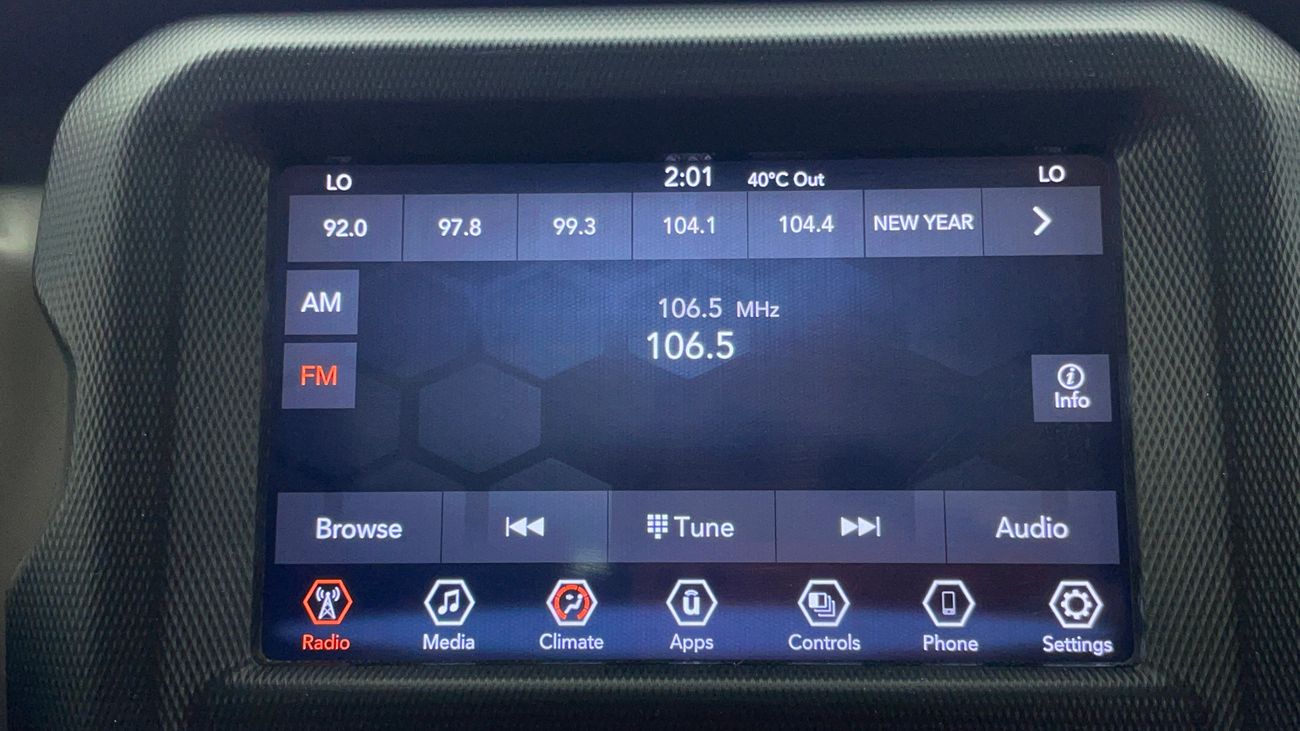 LO 2:01 40°C Out LO
92.0 97.8 99.3 104.1 104.4 NEW YEAR
AM
106.5 MHz
106.5
FM
Info
Browse Tune Audio
Radio Media Climate Apps Controls Phone Settings